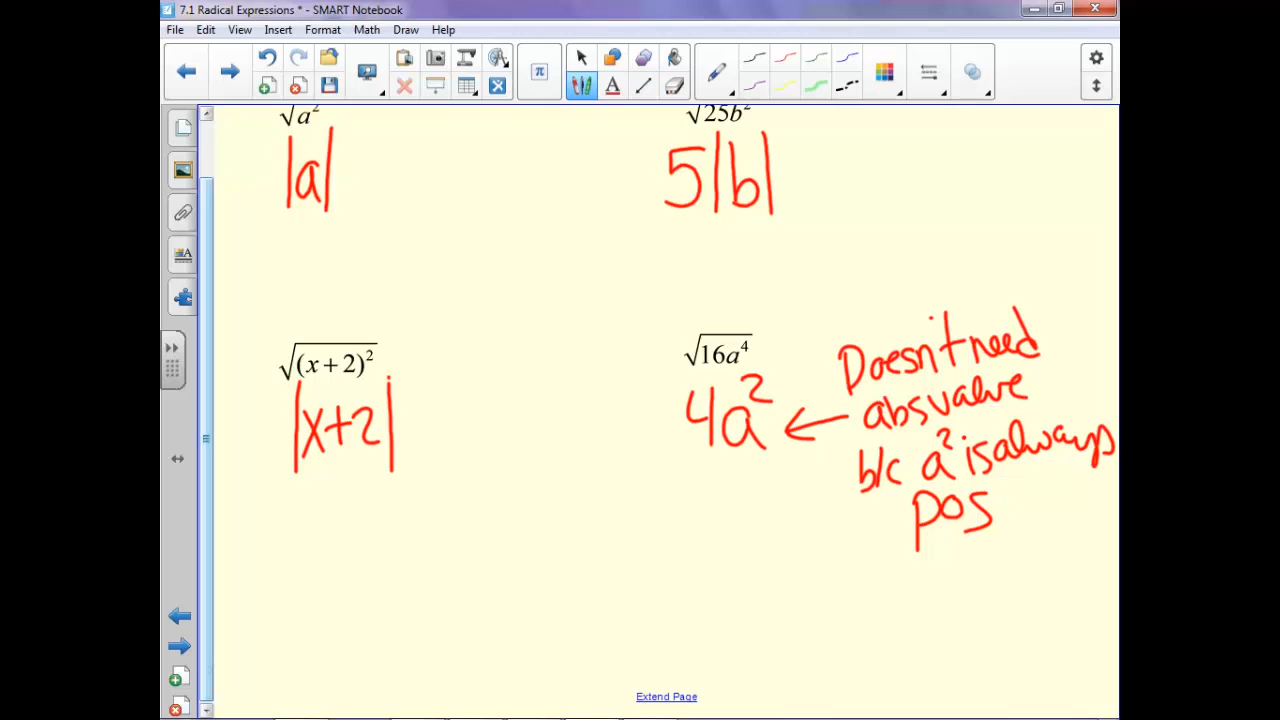 7.1 Radical Expressions * - SMART Notebook
File Edit View Insert Format Math Draw Help
√a² √25b²
|a| 5|b|
√(x + 2)² √16a⁴
|x+2| 4a² ←
Doesn't need
abs value
b/c a² is always
pos
Extend Page